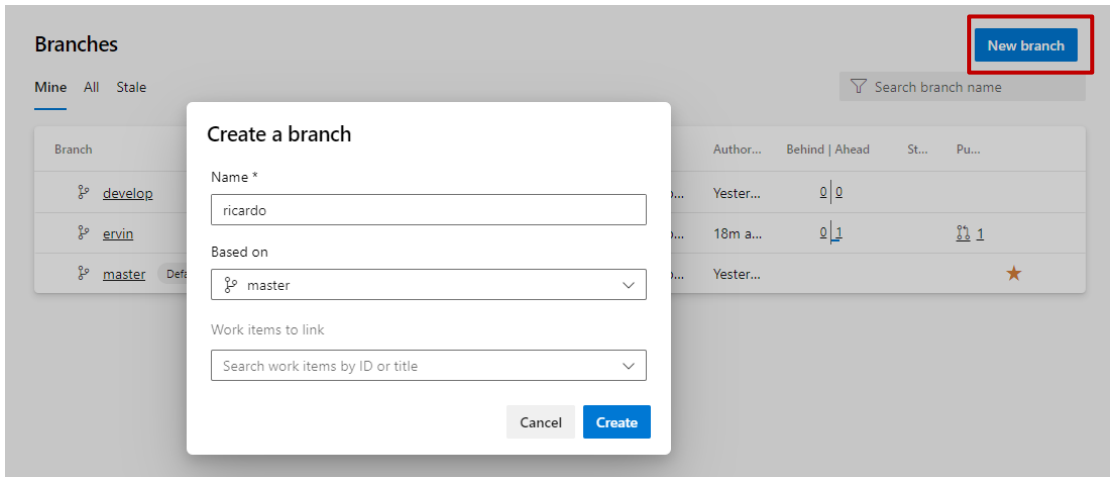 Branches
New branch
Mine All Stale
Search branch name
Create a branch
Branch
Author... Behind | Ahead St... Pu...
Name *
develop
ricardo
Yester... 0 0
ervin
18m a... 0 1 1
Based on
master
master
Yester...
Work items to link
Search work items by ID or title
Cancel Create